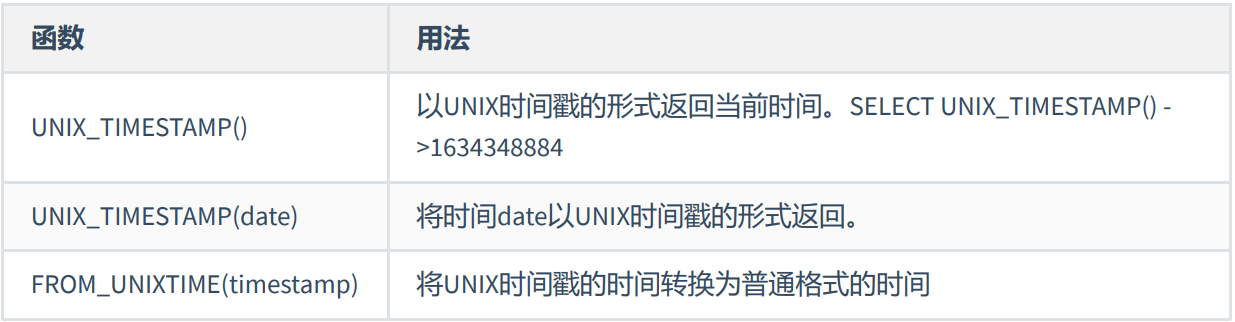 函数 用法
UNIX_TIMESTAMP() 以UNIX时间戳的形式返回当前时间。SELECT UNIX_TIMESTAMP() -
>1634348884
UNIX_TIMESTAMP(date) 将时间date以UNIX时间戳的形式返回。
FROM_UNIXTIME(timestamp) 将UNIX时间戳的时间转换为普通格式的时间